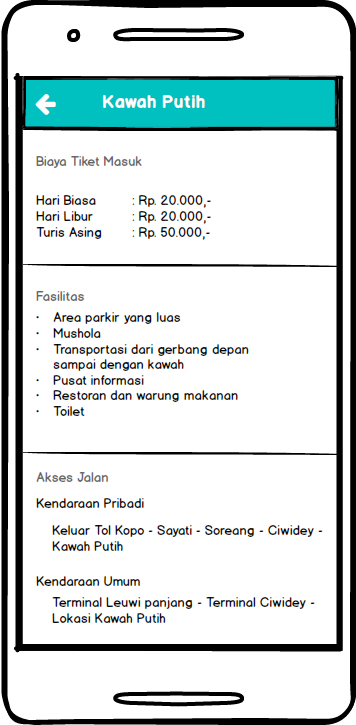 Kawah Putih
Biaya Tiket Masuk
Hari Biasa : Rp. 20.000,-
Hari Libur : Rp. 20.000,-
Turis Asing : Rp. 50.000,-
Fasilitas
• Area parkir yang luas
• Mushola
• Transportasi dari gerbang depan
sampai dengan kawah
• Pusat informasi
• Restoran dan warung makanan
• Toilet
Akses Jalan
Kendaraan Pribadi
Keluar Tol Kopo - Sayati - Soreang - Ciwidey -
Kawah Putih
Kendaraan Umum
Terminal Leuwi panjang - Terminal Ciwidey -
Lokasi Kawah Putih